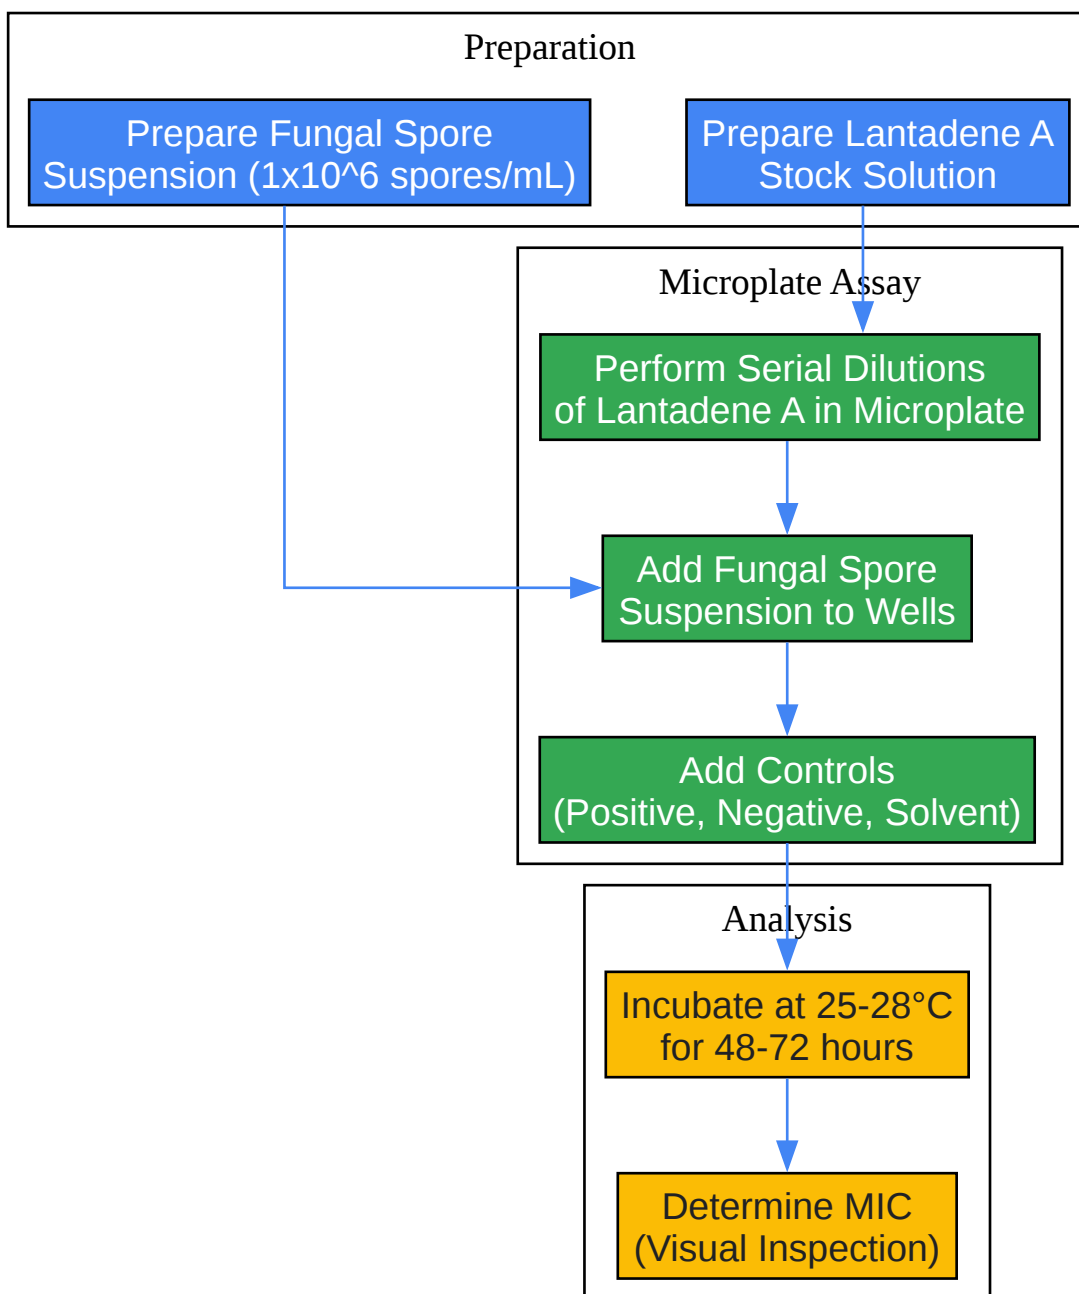 Preparation
Prepare Fungal Spore
Suspension (1x10^6 spores/mL)
Prepare Lantadene A
Stock Solution
Microplate Assay
Perform Serial Dilutions
of Lantadene A in Microplate
Add Fungal Spore
Suspension to Wells
Add Controls
(Positive, Negative, Solvent)
Analysis
Incubate at 25-28°C
for 48-72 hours
Determine MIC
(Visual Inspection)